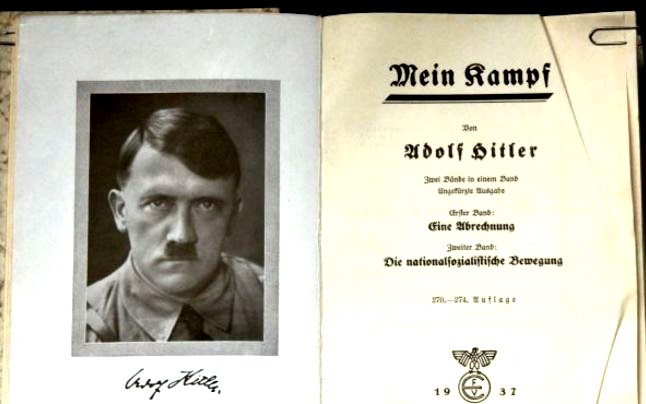 Adolf Hitler.
Mein Kampf
Von
Adolf Hitler
Zwei Bände in einem Band
Ungekürzte Ausgabe
Erster Band:
Eine Abrechnung
Zweiter Band:
Die nationalsozialistische Bewegung
270.—274. Auflage
19 37